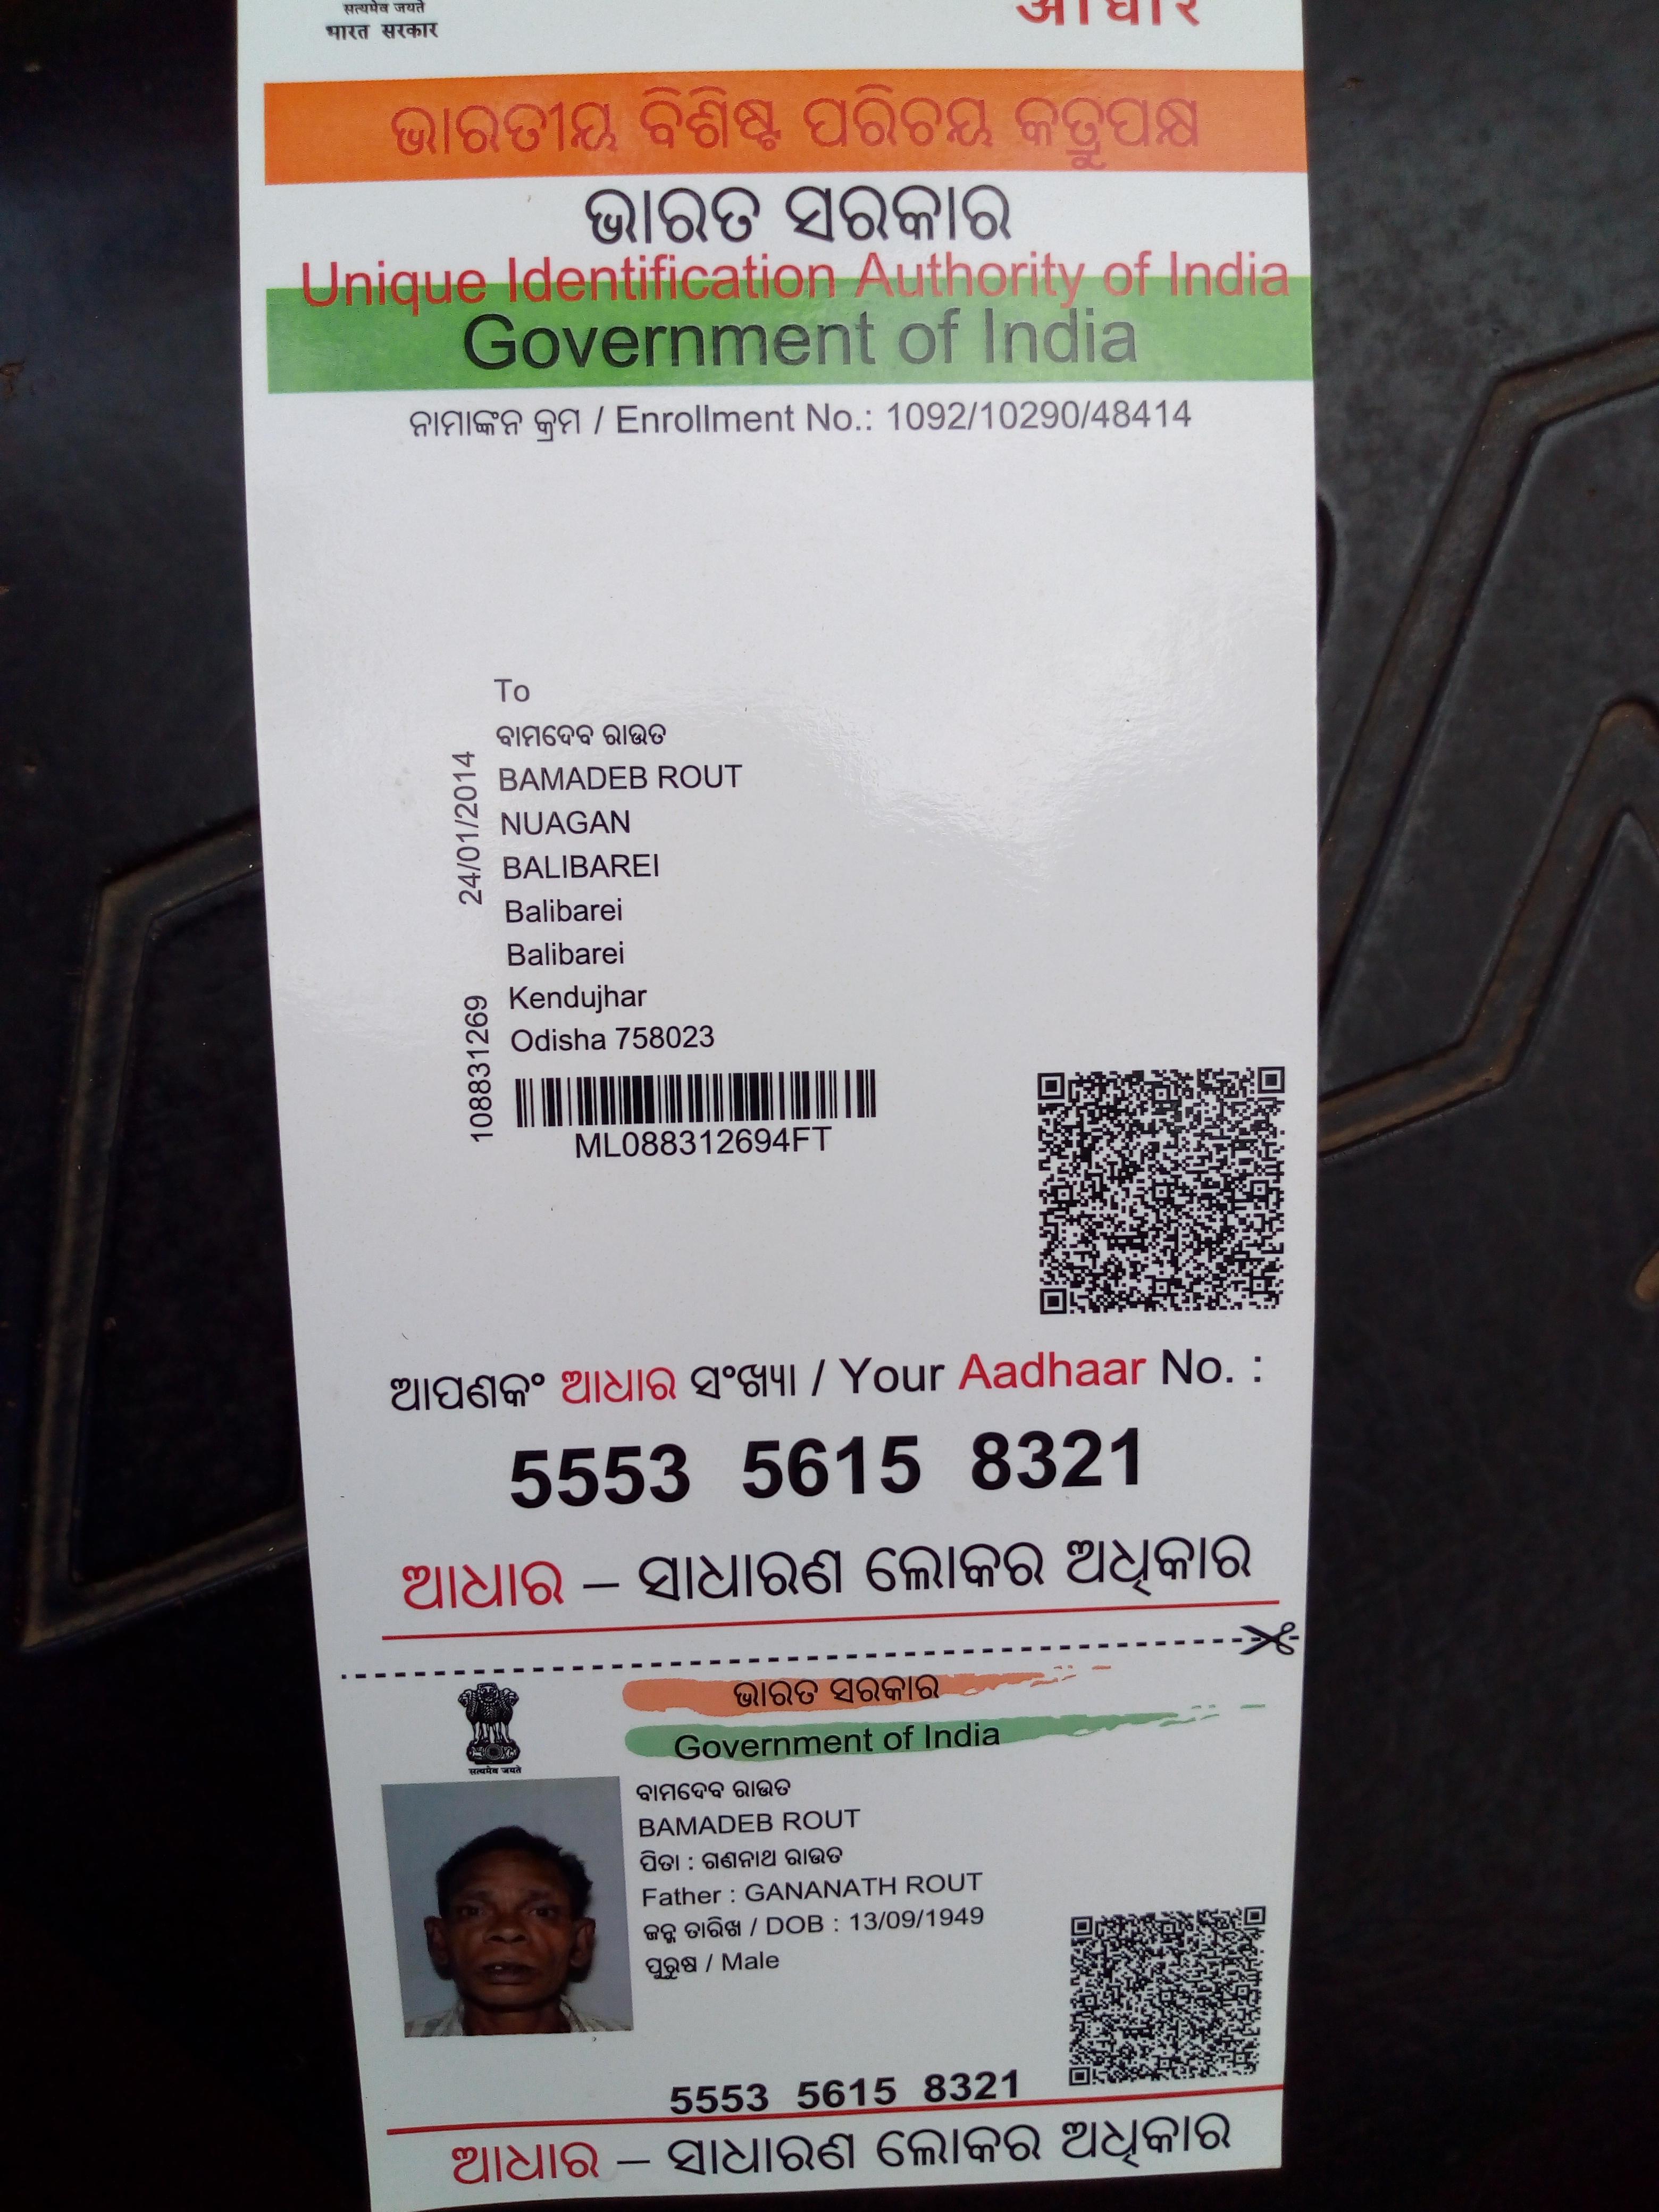 सत्यमेव जयते
भारत सरकार
आधार
ଭାରତୀୟ ବିଶିଷ୍ଟ ପରିଚୟ କତ୍ରୁପକ୍ଷ
ଭାରତ ସରକାର
Unique Identification Authority of India
Government of India
ନାମାଙ୍କନ କ୍ରମ / Enrollment No.: 1092/10290/48414
To
ବାମଦେବ ରାଉତ
BAMADEB ROUT
NUAGAN
BALIBAREI
Balibarei
Balibarei
Kendujhar
Odisha 758023
24/01/2014
108831269
ML088312694FT
ଆପଣକଂ ଆଧାର ସଂଖ୍ୟା / Your Aadhaar No. :
5553 5615 8321
ଆଧାର – ସାଧାରଣ ଲୋକର ଅଧିକାର
ଭାରତ ସରକାର
Government of India
सत्यमेव जयते
ବାମଦେବ ରାଉତ
BAMADEB ROUT
ପିତା : ଗଣନାଥ ରାଉତ
Father : GANANATH ROUT
ଜନ୍ମ ତାରିଖ / DOB : 13/09/1949
ପୁରୁଷ / Male
5553 5615 8321
ଆଧାର – ସାଧାରଣ ଲୋକର ଅଧିକାର